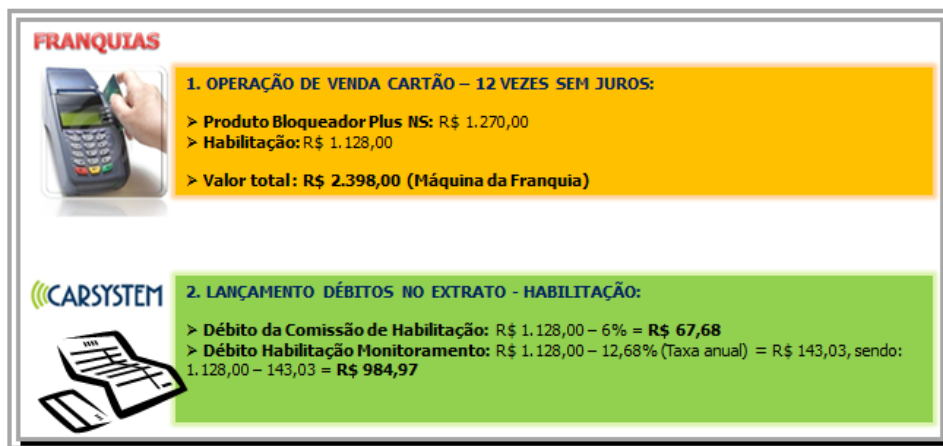 FRANQUIAS
1. OPERAÇÃO DE VENDA CARTÃO – 12 VEZES SEM JUROS:
➢ Produto Bloqueador Plus NS: R$ 1.270,00
➢ Habilitação: R$ 1.128,00
➢ Valor total: R$ 2.398,00 (Máquina da Franquia)
CARSYSTEM
2. LANÇAMENTO DÉBITOS NO EXTRATO - HABILITAÇÃO:
➢ Débito da Comissão de Habilitação: R$ 1.128,00 – 6% = R$ 67,68
➢ Débito Habilitação Monitoramento: R$ 1.128,00 – 12,68% (Taxa anual) = R$ 143,03, sendo:
1.128,00 – 143,03 = R$ 984,97